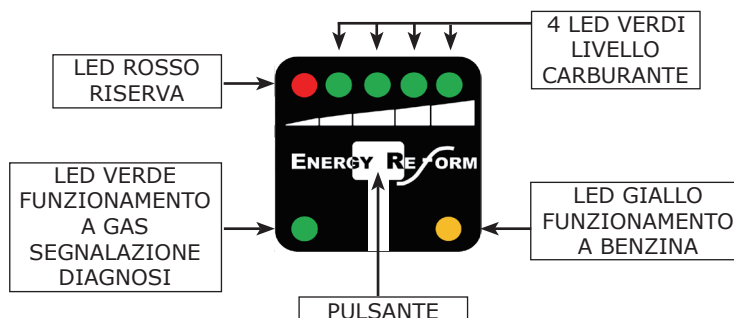 4 LED VERDI
LIVELLO
CARBURANTE
LED ROSSO
RISERVA
ENERGY REFORM
LED VERDE
FUNZIONAMENTO
A GAS
SEGNALAZIONE
DIAGNOSI
LED GIALLO
FUNZIONAMENTO
A BENZINA
PULSANTE